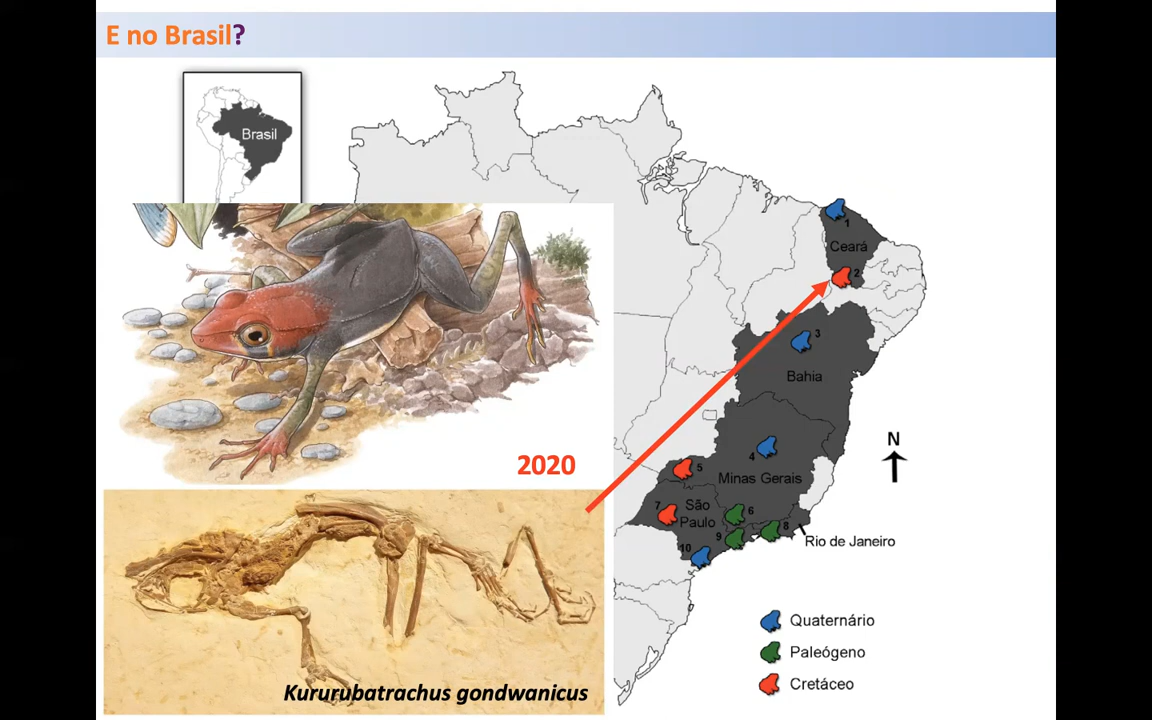 E no Brasil?
Brasil
1
Ceará
2
3
Bahia
4
Minas Gerais
5
São
Paulo
6
7
8
9
10
Rio de Janeiro
N
2020
Kururubatrachus gondwanicus
Quaternário
Paleógeno
Cretáceo